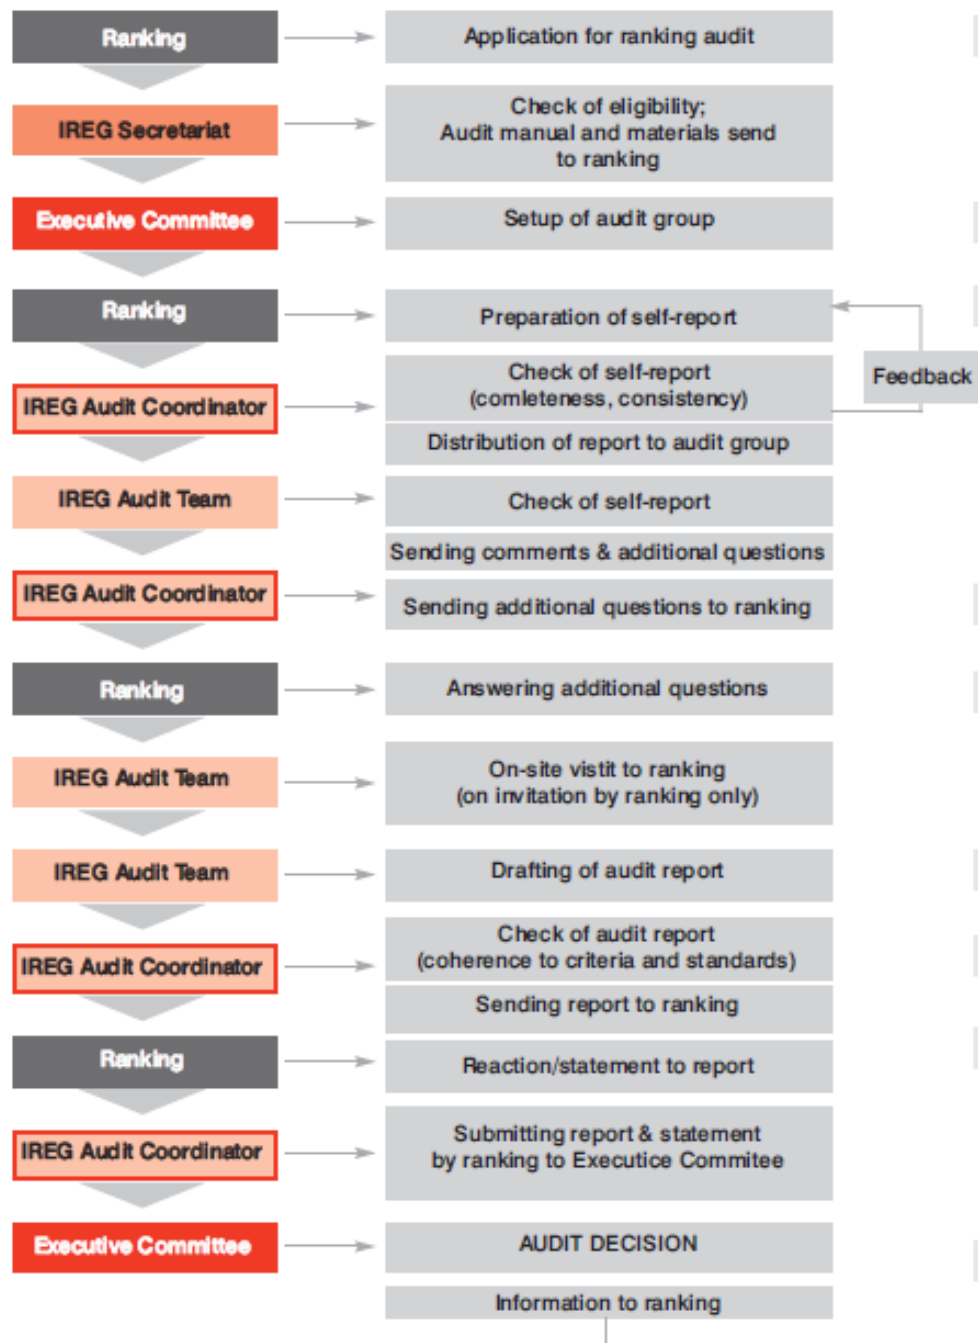 Ranking
Application for ranking audit
IREG Secretariat
Check of eligibility;
Audit manual and materials send
to ranking
Executive Committee
Setup of audit group
Ranking
Preparation of self-report
Feedback
IREG Audit Coordinator
Check of self-report
(comleteness, consistency)
Distribution of report to audit group
IREG Audit Team
Check of self-report
Sending comments & additional questions
IREG Audit Coordinator
Sending additional questions to ranking
Ranking
Answering additional questions
IREG Audit Team
On-site vistit to ranking
(on invitation by ranking only)
IREG Audit Team
Drafting of audit report
IREG Audit Coordinator
Check of audit report
(coherence to criteria and standards)
Sending report to ranking
Ranking
Reaction/statement to report
IREG Audit Coordinator
Submitting report & statement
by ranking to Executice Commitee
Executive Committee
AUDIT DECISION
Information to ranking